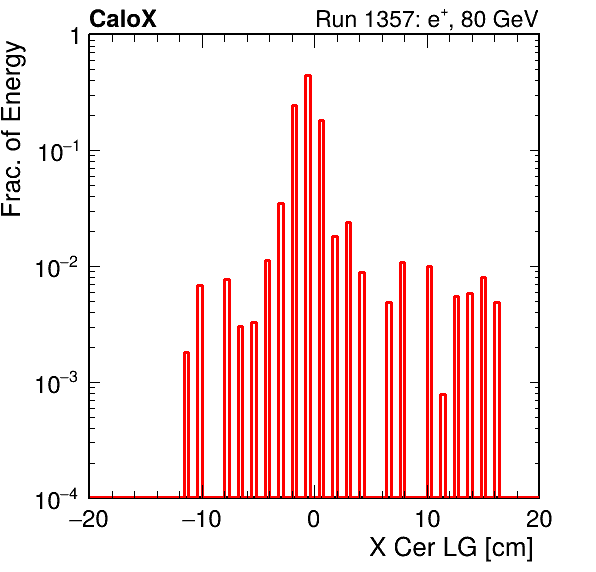 CaloX
Run 1357: e⁺, 80 GeV
Frac. of Energy
1
10⁻¹
10⁻²
10⁻³
10⁻⁴
−20
−10
0
10
20
X Cer LG [cm]